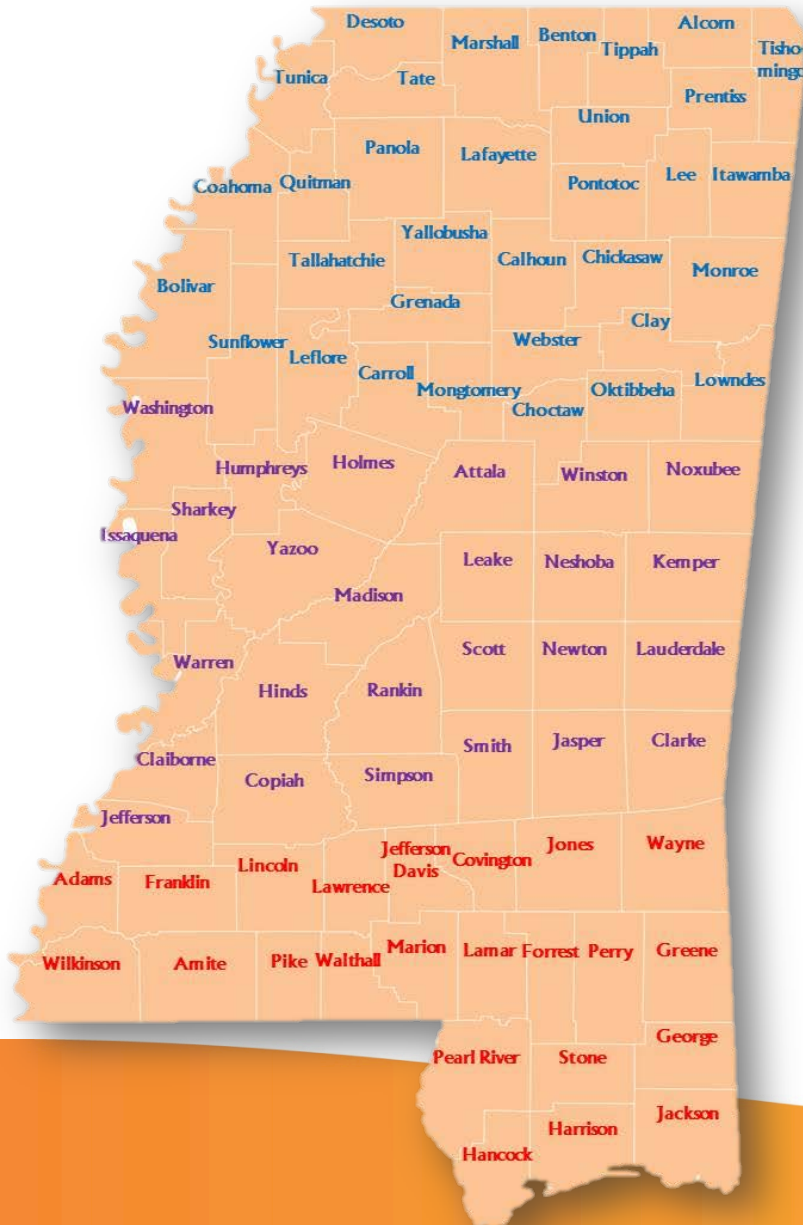 Desoto
Marshall
Benton
Tippah
Alcorn
Tisho-
mingo
Tunica
Tate
Prentiss
Union
Panola
Lafayette
Coahoma
Quitman
Pontotoc
Lee
Itawamba
Yallobusha
Tallahatchie
Calhoun
Chickasaw
Monroe
Bolivar
Grenada
Clay
Sunflower
Leflore
Webster
Carroll
Mongtomery
Oktibbeha
Lowndes
Washington
Choctaw
Humphreys
Holmes
Attala
Winston
Noxubee
Sharkey
Issaquena
Yazoo
Leake
Neshoba
Kemper
Madison
Warren
Scott
Newton
Lauderdale
Hinds
Rankin
Claiborne
Smith
Jasper
Clarke
Copiah
Simpson
Jefferson
Adams
Franklin
Lincoln
Lawrence
Jefferson
Davis
Covington
Jones
Wayne
Wilkinson
Amite
Pike
Walthall
Marion
Lamar
Forrest
Perry
Greene
George
Pearl River
Stone
Jackson
Harrison
Hancock